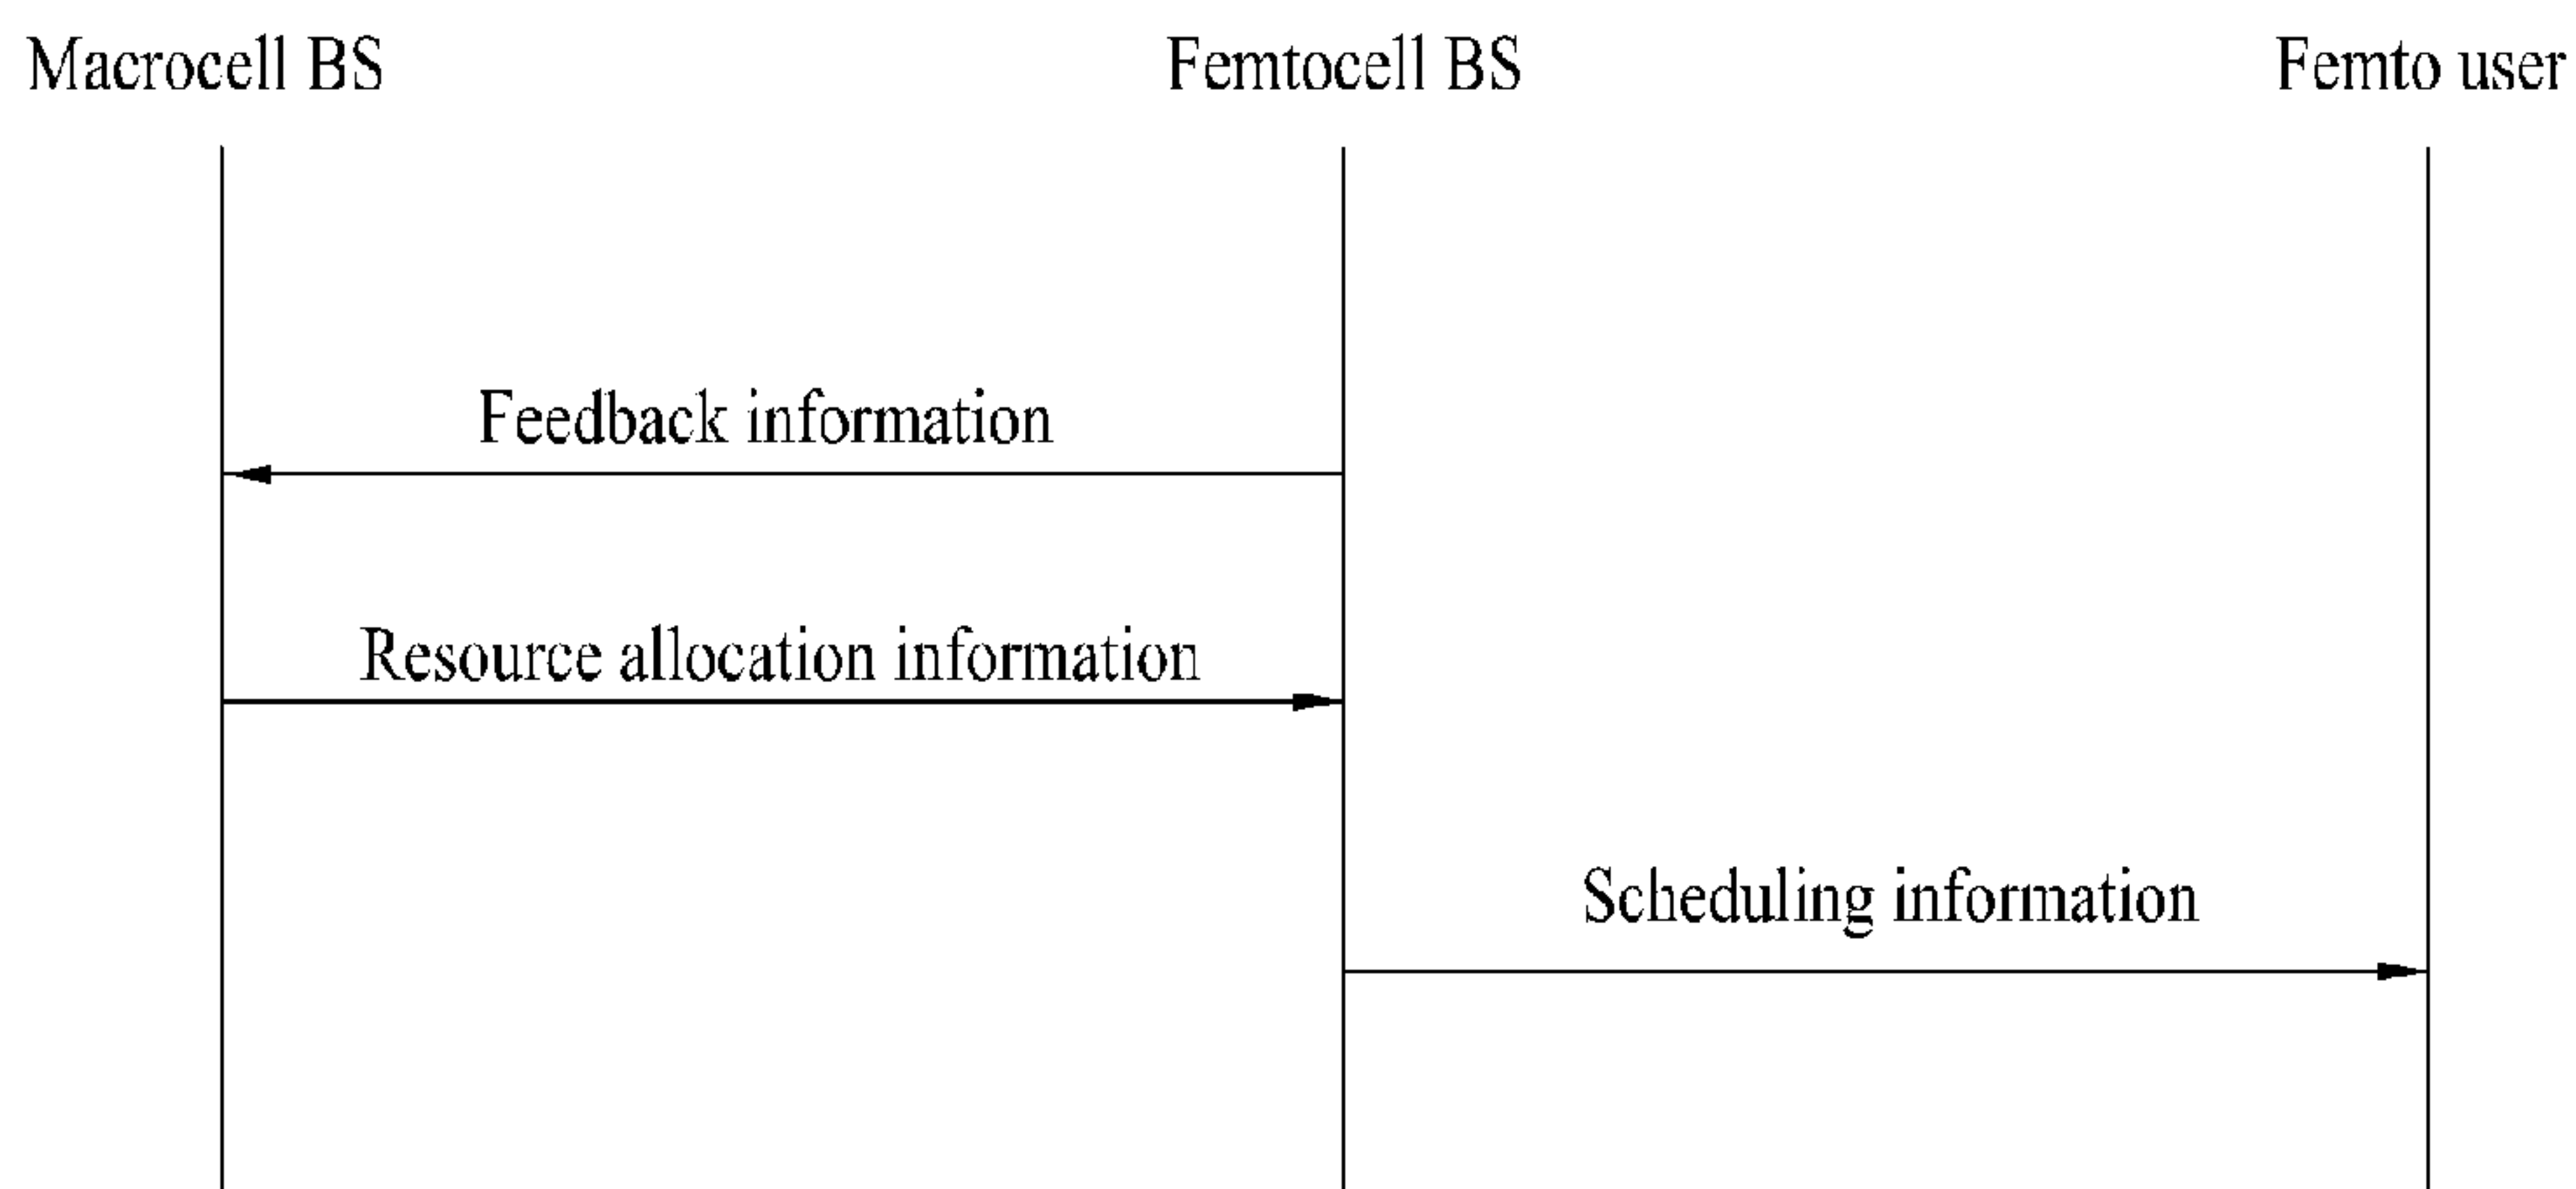 Macrocell BS
Femtocell BS
Femto user
Feedback information
Resource allocation information
Scheduling information